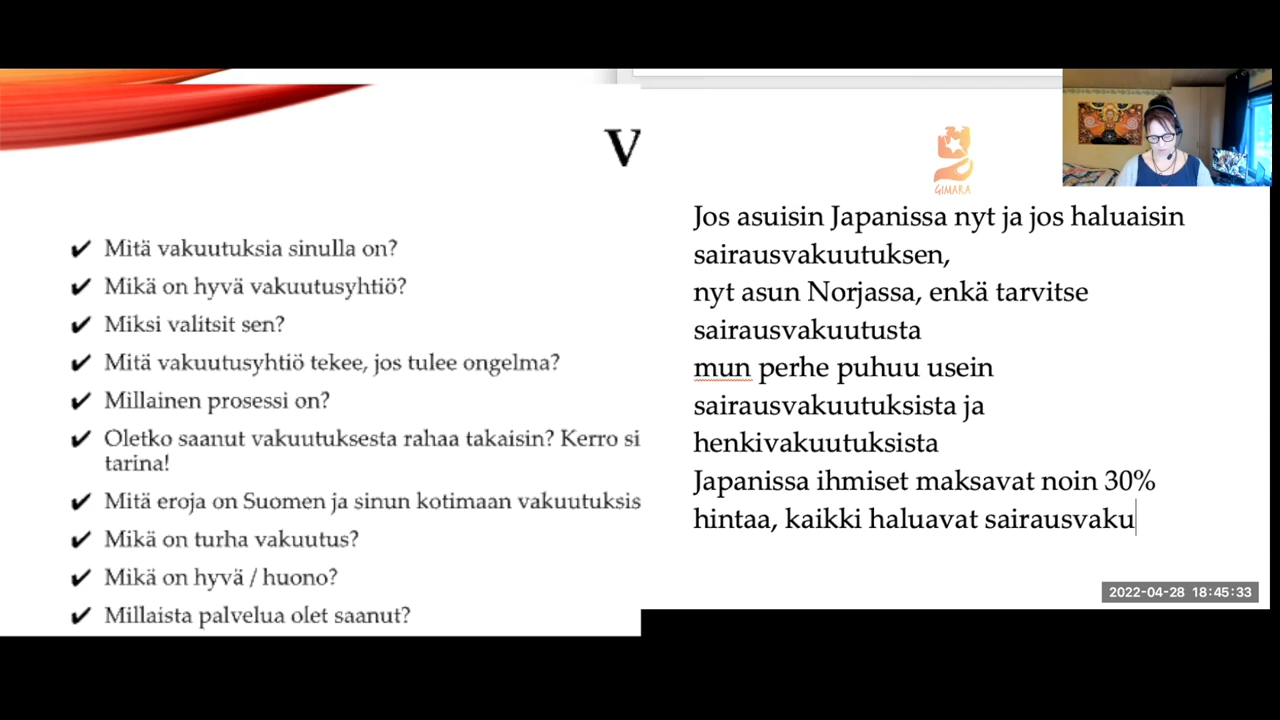 V
✔ Mitä vakuutuksia sinulla on?
✔ Mikä on hyvä vakuutusyhtiö?
✔ Miksi valitsit sen?
✔ Mitä vakuutusyhtiö tekee, jos tulee ongelma?
✔ Millainen prosessi on?
✔ Oletko saanut vakuutuksesta rahaa takaisin? Kerro si
tarina!
✔ Mitä eroja on Suomen ja sinun kotimaan vakuutuksis
✔ Mikä on turha vakuutus?
✔ Mikä on hyvä / huono?
✔ Millaista palvelua olet saanut?
GIMARA
Jos asuisin Japanissa nyt ja jos haluaisin
sairausvakuutuksen,
nyt asun Norjassa, enkä tarvitse
sairausvakuutusta
mun perhe puhuu usein
sairausvakuutuksista ja
henkivakuutuksista
Japanissa ihmiset maksavat noin 30%
hintaa, kaikki haluavat sairausvaku
2022-04-28 18:45:33